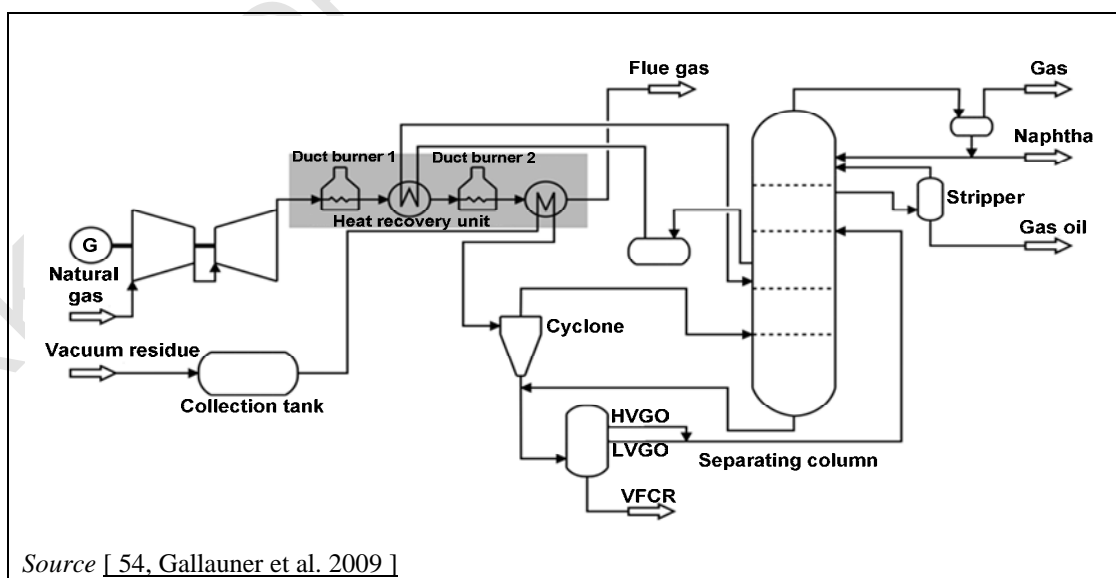 Flue gas
Gas
Naphtha
Duct burner 1
Duct burner 2
Heat recovery unit
Stripper
Gas oil
G
Natural
gas
Vacuum residue
Collection tank
Cyclone
HVGO
LVGO
Separating column
VFCR
Source [ 54, Gallauner et al. 2009 ]